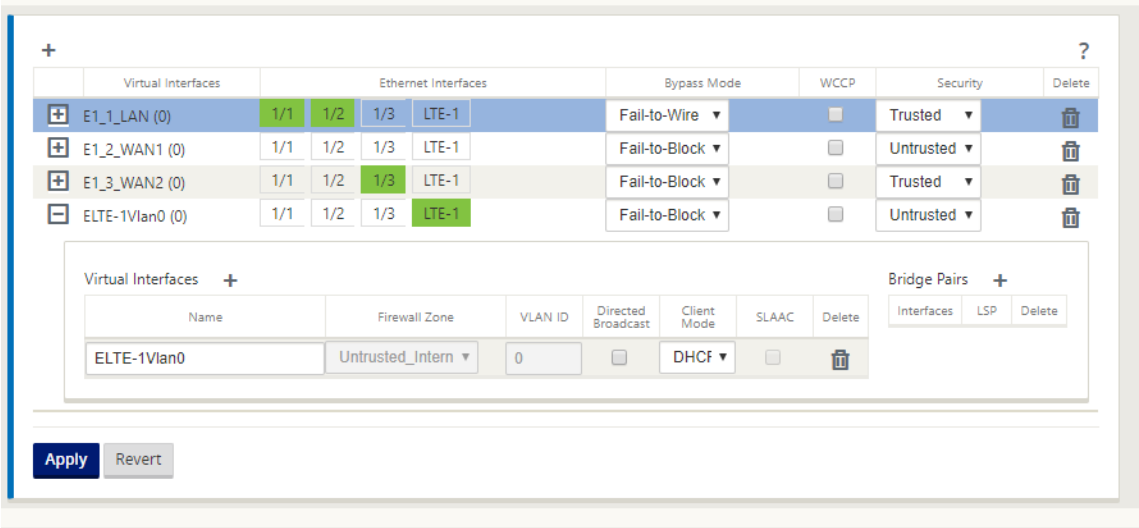 + ?
Virtual Interfaces Ethernet Interfaces Bypass Mode WCCP Security Delete
E1_1_LAN (0) 1/1 1/2 1/3 LTE-1 Fail-to-Wire Trusted
E1_2_WAN1 (0) 1/1 1/2 1/3 LTE-1 Fail-to-Block Untrusted
E1_3_WAN2 (0) 1/1 1/2 1/3 LTE-1 Fail-to-Block Trusted
ELTE-1Vlan0 (0) 1/1 1/2 1/3 LTE-1 Fail-to-Block Untrusted
Virtual Interfaces + Bridge Pairs +
Name Firewall Zone VLAN ID Directed Broadcast Client Mode SLAAC Delete Interfaces LSP Delete
ELTE-1Vlan0 Untrusted_Intern 0 DHCP
Apply Revert